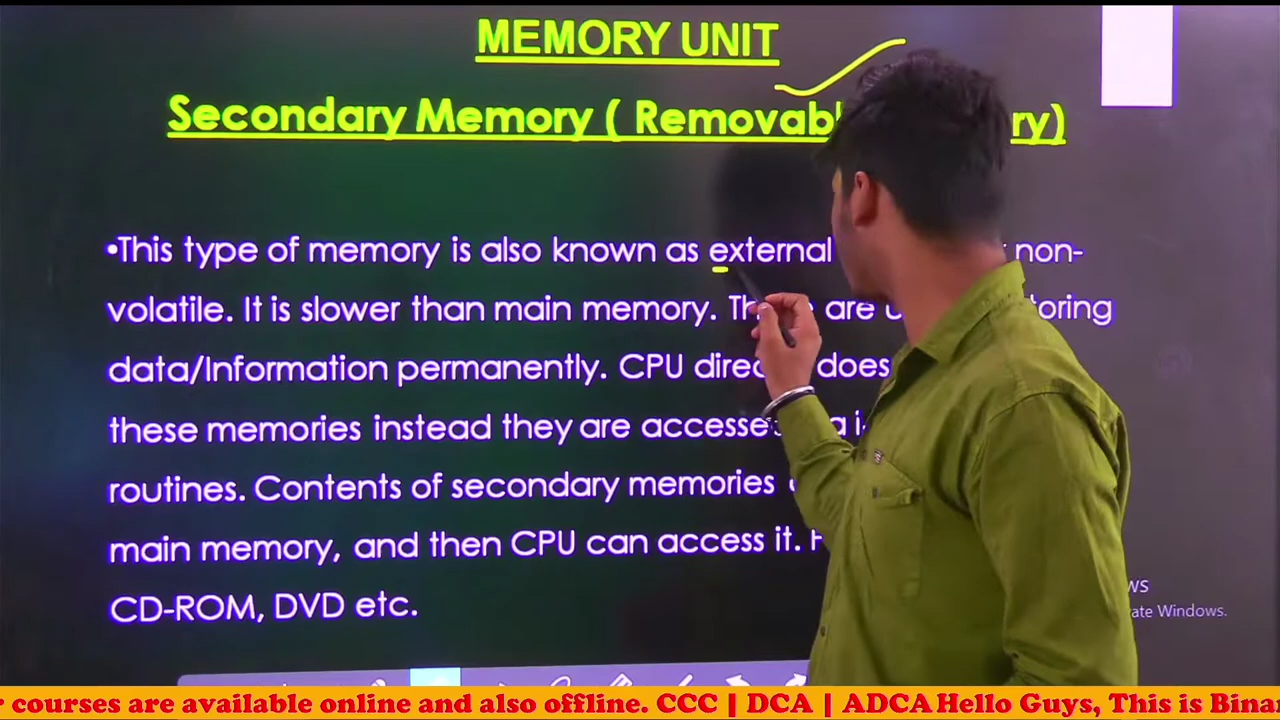 MEMORY UNIT
Secondary Memory ( Removab ry)
•This type of memory is also known as external non-
volatile. It is slower than main memory. are toring
data/Information permanently. CPU does
these memories instead they are
routines. Contents of secondary memories
main memory, and then CPU can access it.
CD-ROM, DVD etc.
ws
ate Windows.
r courses are available online and also offline. CCC | DCA | ADCA Hello Guys, This is Bina